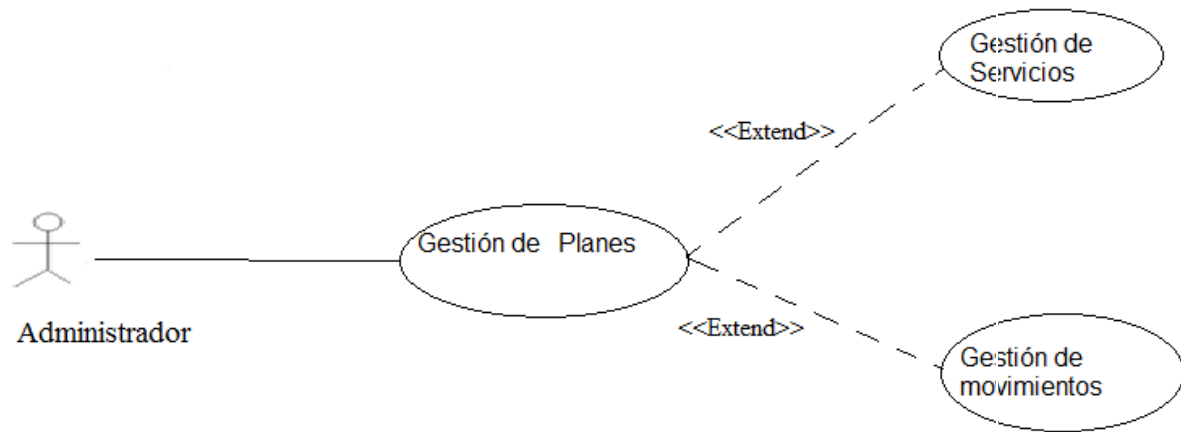 Gestión de
Servicios
<<Extend>>
Gestión de Planes
Administrador
<<Extend>>
Gestión de
movimientos